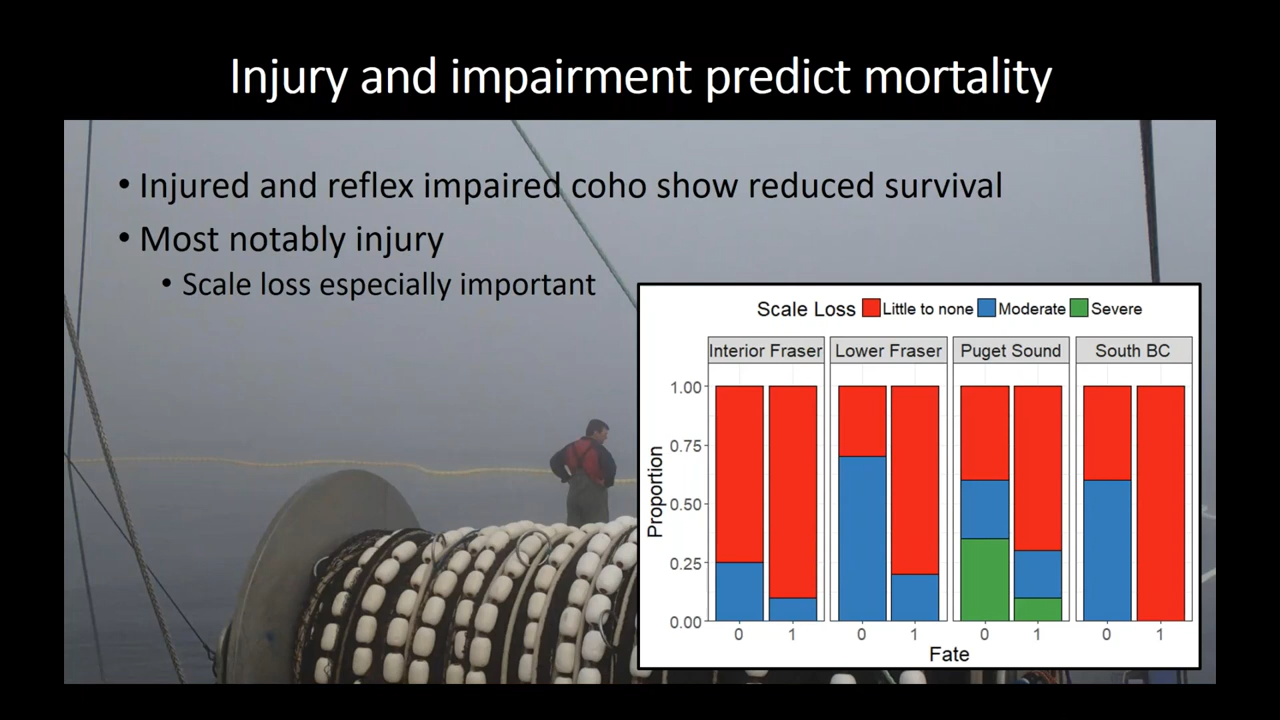 Injury and impairment predict mortality
• Injured and reflex impaired coho show reduced survival
• Most notably injury
• Scale loss especially important
Scale Loss Little to none Moderate Severe
Interior Fraser Lower Fraser Puget Sound South BC
1.00
0.75
0.50
0.25
0.00
Proportion
0 1 0 1 0 1 0 1
Fate